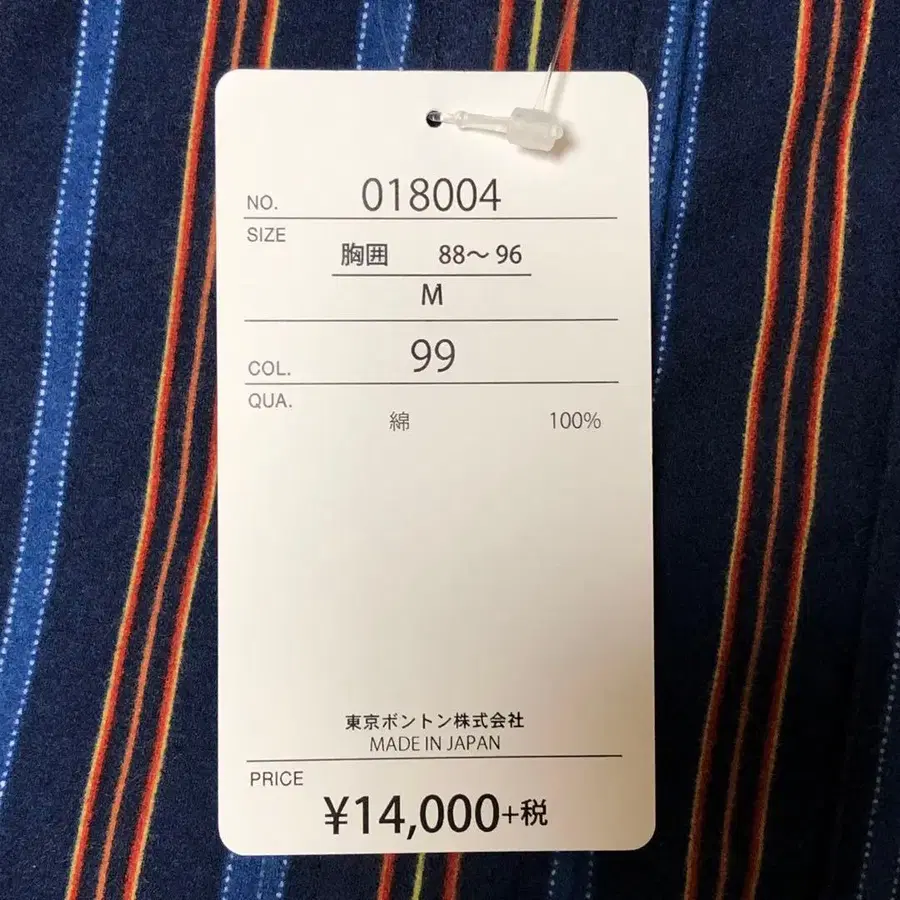 NO. 018004
SIZE
胸囲 88～96
M
COL. 99
QUA.
綿 100%
東京ボントン株式会社
MADE IN JAPAN
PRICE
¥14,000+税